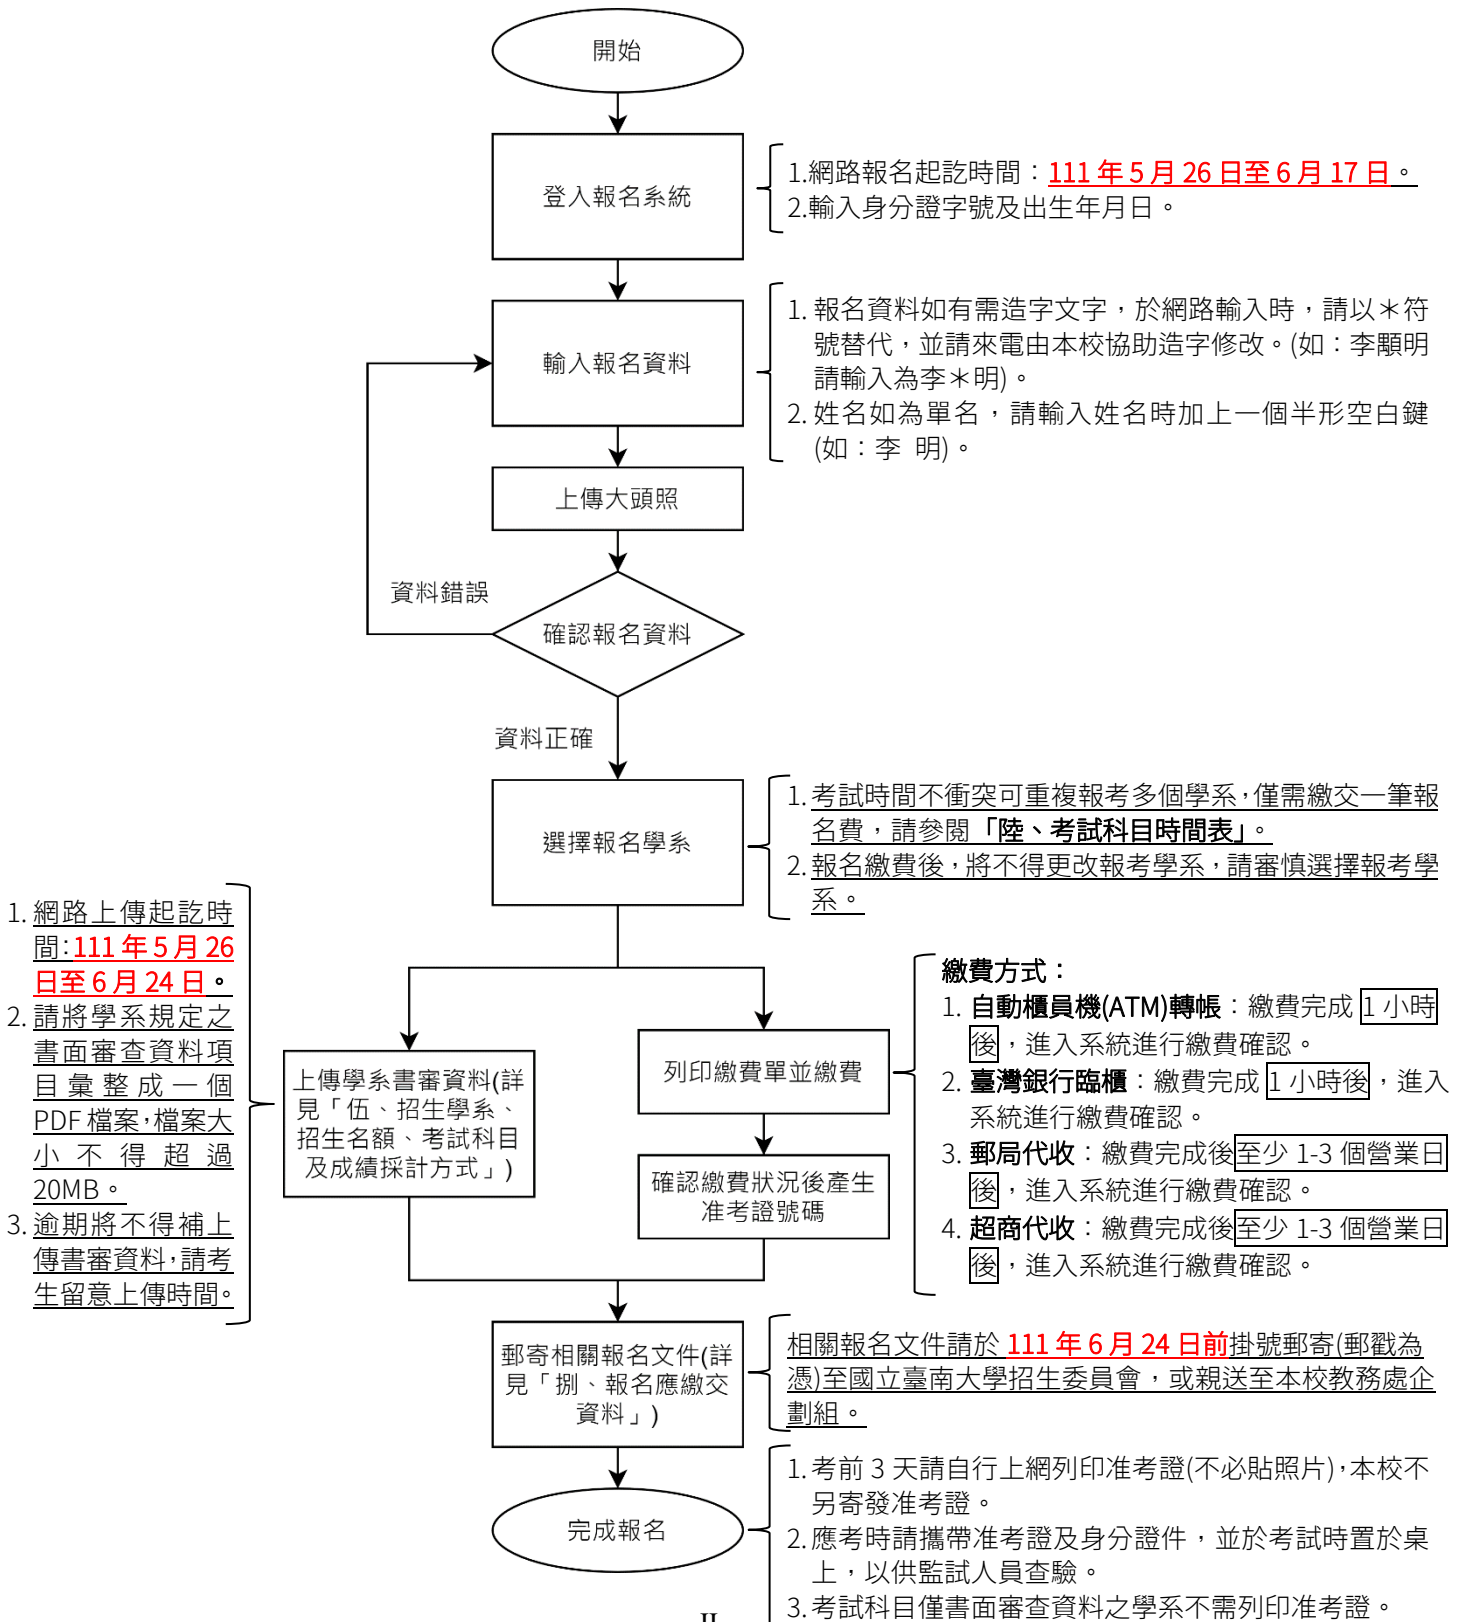 開始
登入報名系統
1.網路報名起訖時間：111 年 5 月 26 日至 6 月 17 日。
2.輸入身分證字號及出生年月日。
輸入報名資料
1. 報名資料如有需造字文字，於網路輸入時，請以＊符
號替代，並請來電由本校協助造字修改。(如：李顒明
請輸入為李＊明)。
2. 姓名如為單名，請輸入姓名時加上一個半形空白鍵
(如：李 明)。
上傳大頭照
資料錯誤
確認報名資料
資料正確
選擇報名學系
1.考試時間不衝突可重複報考多個學系，僅需繳交一筆報
名費，請參閱「陸、考試科目時間表」。
2.報名繳費後，將不得更改報考學系，請審慎選擇報考學
系。
1. 網路上傳起訖時
間：111 年 5 月 26
日至 6 月 24 日。
2. 請將學系規定之
書面審查資料項
目彙整成一個
PDF 檔案，檔案大
小不得超過
20MB。
3. 逾期將不得補上
傳書審資料，請考
生留意上傳時間。
上傳學系書審資料(詳
見「伍、招生學系、
招生名額、考試科目
及成績採計方式」)
列印繳費單並繳費
確認繳費狀況後產生
准考證號碼
繳費方式：
1. 自動櫃員機(ATM)轉帳：繳費完成 1 小時
後，進入系統進行繳費確認。
2. 臺灣銀行臨櫃：繳費完成 1 小時後，進入
系統進行繳費確認。
3. 郵局代收：繳費完成後至少 1-3 個營業日
後，進入系統進行繳費確認。
4. 超商代收：繳費完成後至少 1-3 個營業日
後，進入系統進行繳費確認。
郵寄相關報名文件(詳
見「捌、報名應繳交
資料」)
相關報名文件請於 111 年 6 月 24 日前掛號郵寄(郵戳為
憑)至國立臺南大學招生委員會，或親送至本校教務處企
劃組。
完成報名
1.考前 3 天請自行上網列印准考證(不必貼照片)，本校不
另寄發准考證。
2.應考時請攜帶准考證及身分證件，並於考試時置於桌
上，以供監試人員查驗。
3.考試科目僅書面審查資料之學系不需列印准考證。
II